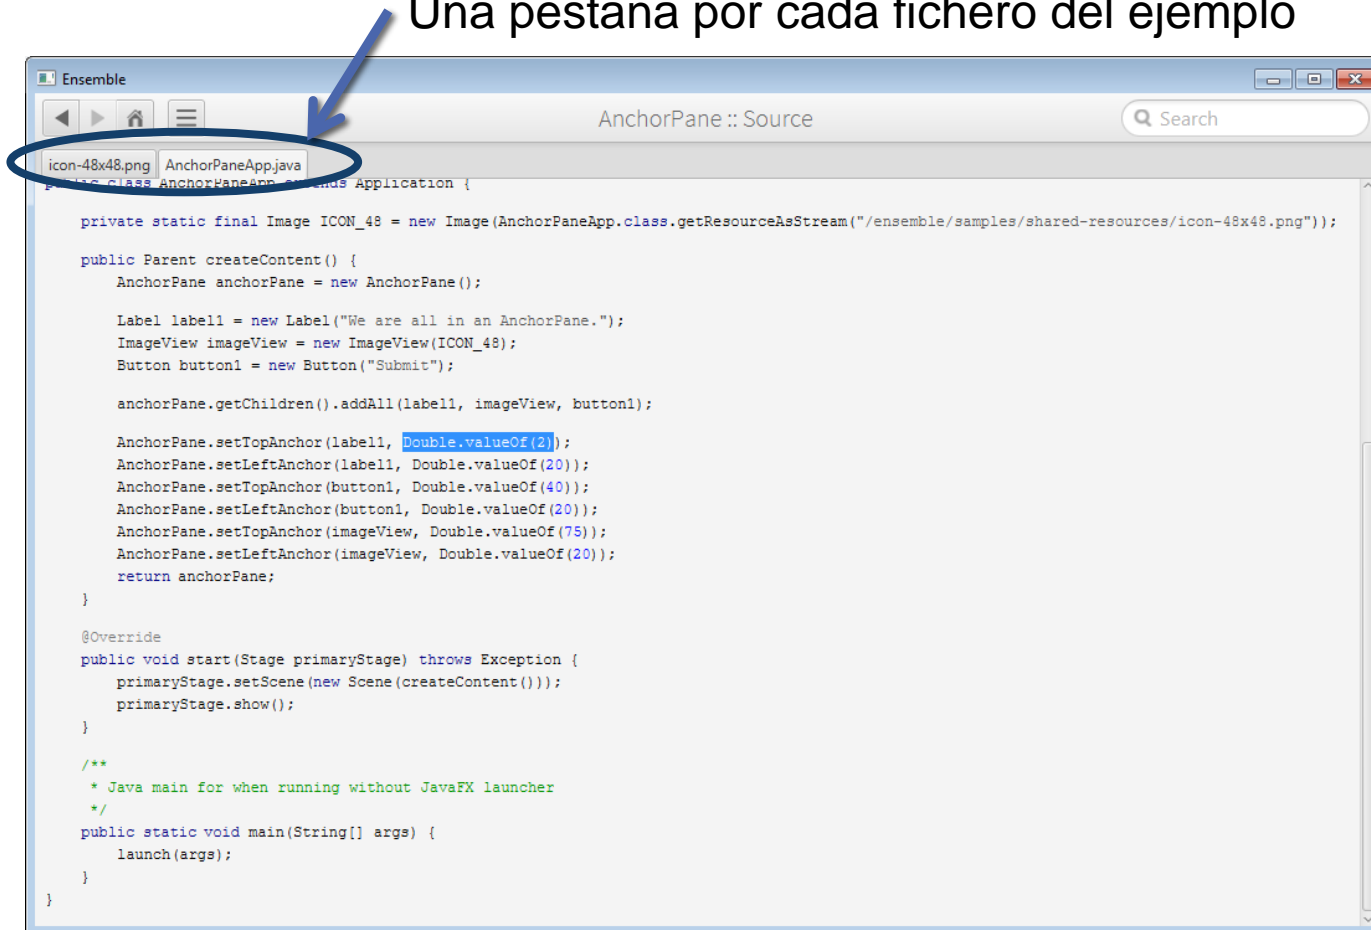 Una pestaña por cada fichero del ejemplo
Ensemble
AnchorPane :: Source
Search
icon-48x48.png AnchorPaneApp.java
public class AnchorPaneApp extends Application {
private static final Image ICON_48 = new Image(AnchorPaneApp.class.getResourceAsStream("/ensemble/samples/shared-resources/icon-48x48.png"));
public Parent createContent() {
AnchorPane anchorPane = new AnchorPane();
Label label1 = new Label("We are all in an AnchorPane.");
ImageView imageView = new ImageView(ICON_48);
Button button1 = new Button("Submit");
anchorPane.getChildren().addAll(label1, imageView, button1);
AnchorPane.setTopAnchor(label1, Double.valueOf(2));
AnchorPane.setLeftAnchor(label1, Double.valueOf(20));
AnchorPane.setTopAnchor(button1, Double.valueOf(40));
AnchorPane.setLeftAnchor(button1, Double.valueOf(20));
AnchorPane.setTopAnchor(imageView, Double.valueOf(75));
AnchorPane.setLeftAnchor(imageView, Double.valueOf(20));
return anchorPane;
}
@Override
public void start(Stage primaryStage) throws Exception {
primaryStage.setScene(new Scene(createContent()));
primaryStage.show();
}
/**
* Java main for when running without JavaFX launcher
*/
public static void main(String[] args) {
launch(args);
}
}